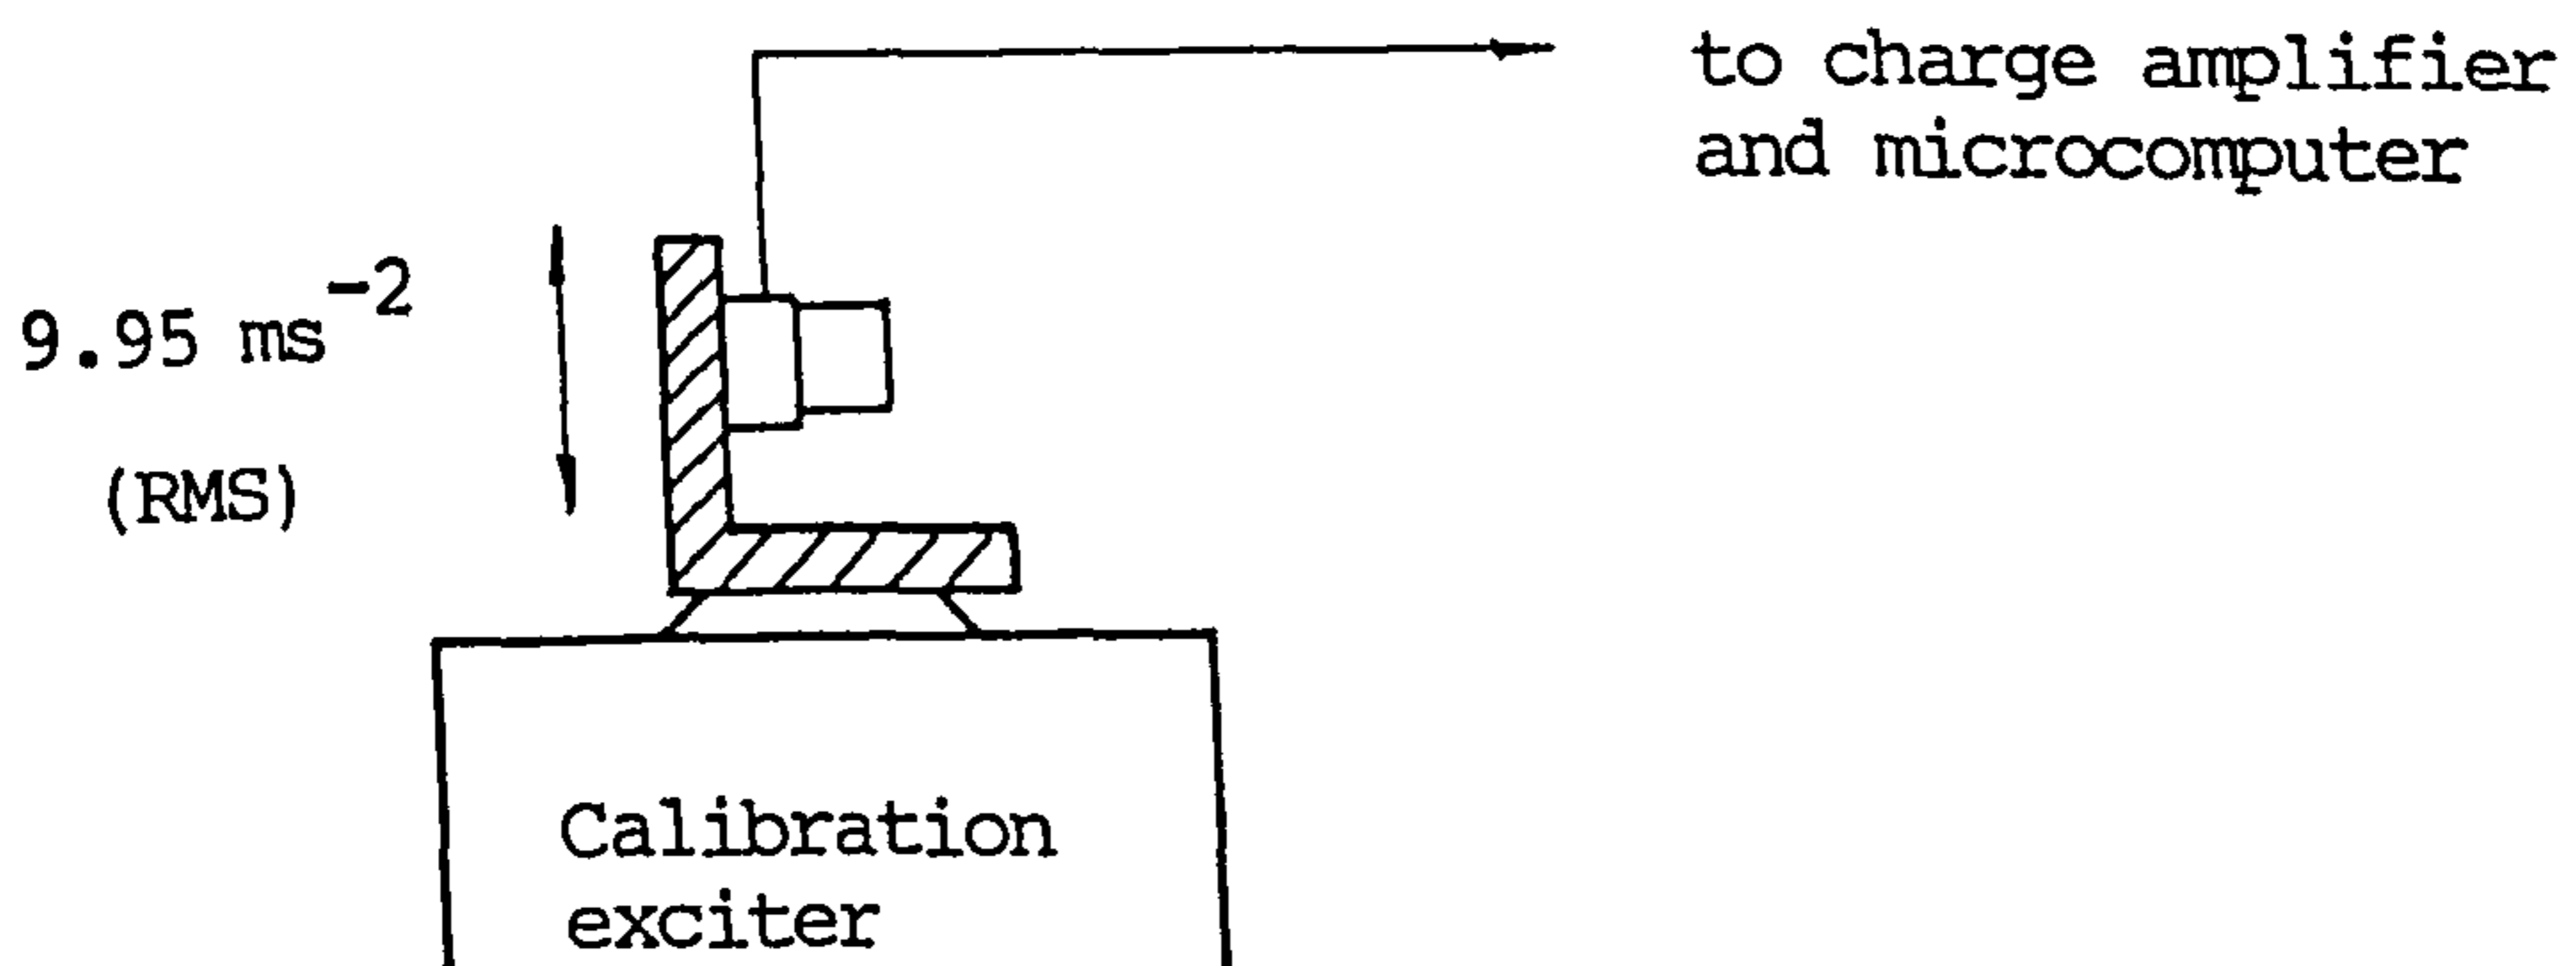 to charge amplifier
and microcomputer
9.95 ms⁻²
(RMS)
Calibration
exciter